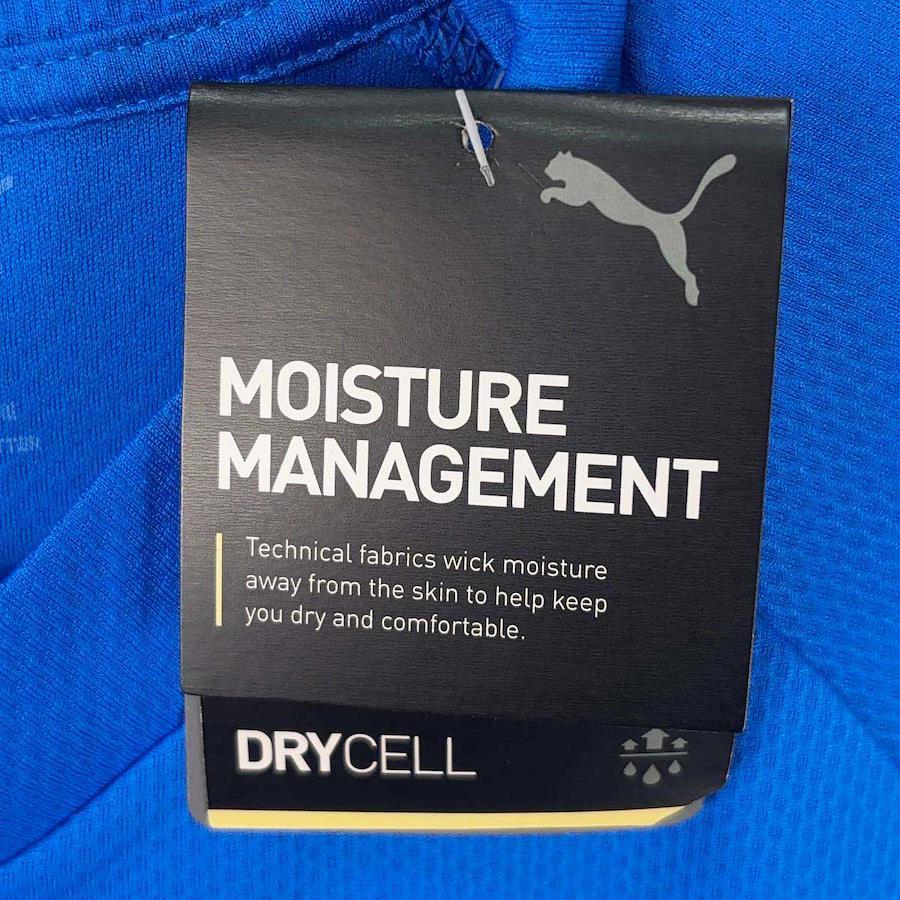 MOISTURE
MANAGEMENT
Technical fabrics wick moisture
away from the skin to help keep
you dry and comfortable.
DRYCELL